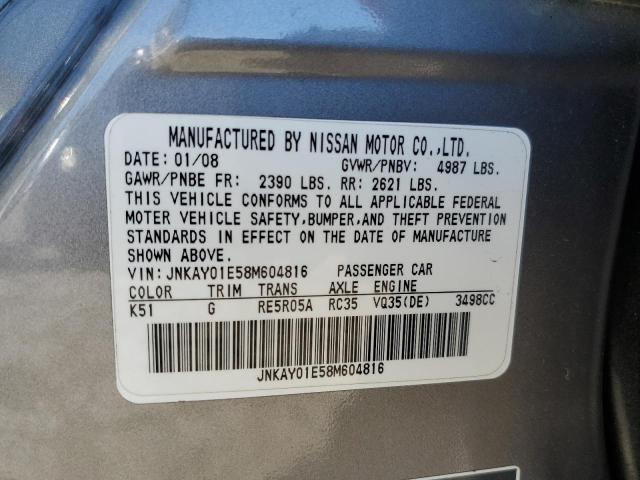 MANUFACTURED BY NISSAN MOTOR CO.,LTD.
DATE: 01/08 GVWR/PNBV: 4987 LBS.
GAWR/PNBE FR: 2390 LBS. RR: 2621 LBS.
THIS VEHICLE CONFORMS TO ALL APPLICABLE FEDERAL
MOTER VEHICLE SAFETY,BUMPER,AND THEFT PREVENTION
STANDARDS IN EFFECT ON THE DATE OF MANUFACTURE
SHOWN ABOVE.
VIN: JNKAY01E58M604816 PASSENGER CAR
COLOR TRIM TRANS AXLE ENGINE
K51 G RE5R05A RC35 VQ35(DE) 3498CC
JNKAY01E58M604816